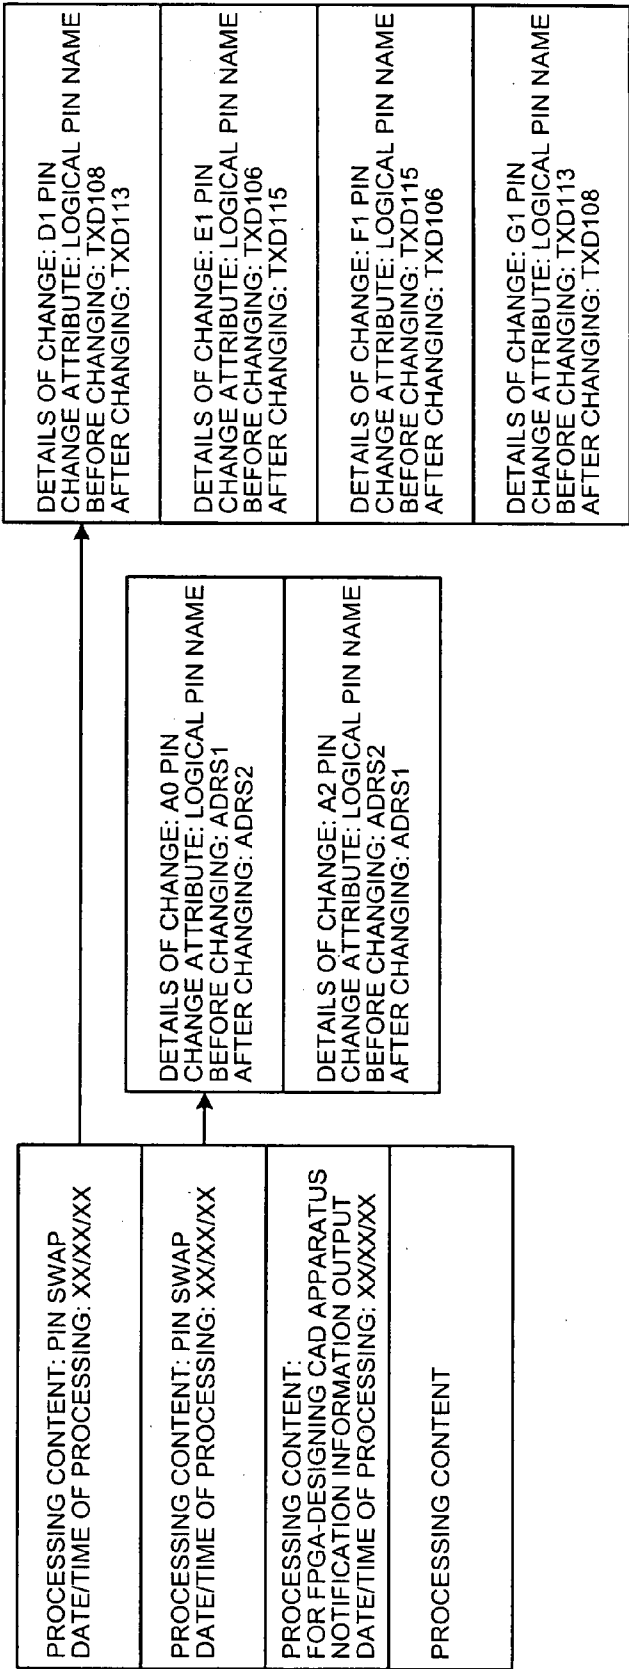 PROCESSING CONTENT: PIN SWAP
DATE/TIME OF PROCESSING: XX/XX/XX
PROCESSING CONTENT: PIN SWAP
DATE/TIME OF PROCESSING: XX/XX/XX
PROCESSING CONTENT:
FOR FPGA-DESIGNING CAD APPARATUS
NOTIFICATION INFORMATION OUTPUT
DATE/TIME OF PROCESSING: XX/XX/XX
PROCESSING CONTENT
DETAILS OF CHANGE: A0 PIN
CHANGE ATTRIBUTE: LOGICAL PIN NAME
BEFORE CHANGING: ADRS1
AFTER CHANGING: ADRS2
DETAILS OF CHANGE: A2 PIN
CHANGE ATTRIBUTE: LOGICAL PIN NAME
BEFORE CHANGING: ADRS2
AFTER CHANGING: ADRS1
DETAILS OF CHANGE: D1 PIN
CHANGE ATTRIBUTE: LOGICAL PIN NAME
BEFORE CHANGING: TXD108
AFTER CHANGING: TXD113
DETAILS OF CHANGE: E1 PIN
CHANGE ATTRIBUTE: LOGICAL PIN NAME
BEFORE CHANGING: TXD106
AFTER CHANGING: TXD115
DETAILS OF CHANGE: F1 PIN
CHANGE ATTRIBUTE: LOGICAL PIN NAME
BEFORE CHANGING: TXD115
AFTER CHANGING: TXD106
DETAILS OF CHANGE: G1 PIN
CHANGE ATTRIBUTE: LOGICAL PIN NAME
BEFORE CHANGING: TXD113
AFTER CHANGING: TXD108